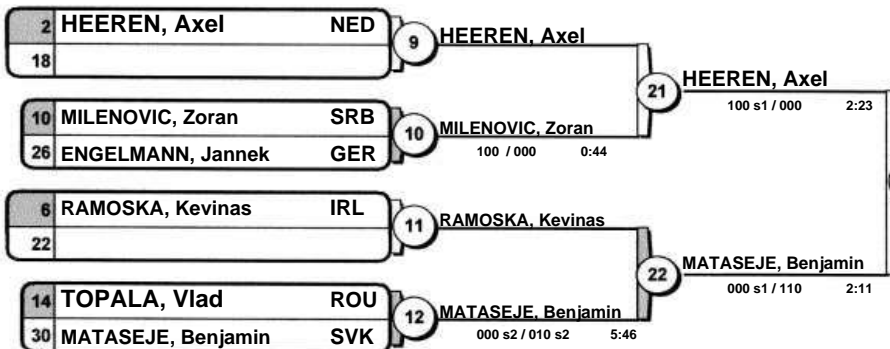 2 HEEREN, Axel NED
18
9 HEEREN, Axel
21 HEEREN, Axel
100 s1 / 000 2:23
10 MILENOVIC, Zoran SRB
26 ENGELMANN, Jannek GER
10 MILENOVIC, Zoran
100 / 000 0:44
6 RAMOSKA, Kevinas IRL
22
11 RAMOSKA, Kevinas
22 MATASEJE, Benjamin
000 s1 / 110 2:11
14 TOPALA, Vlad ROU
30 MATASEJE, Benjamin SVK
12 MATASEJE, Benjamin
000 s2 / 010 s2 5:46